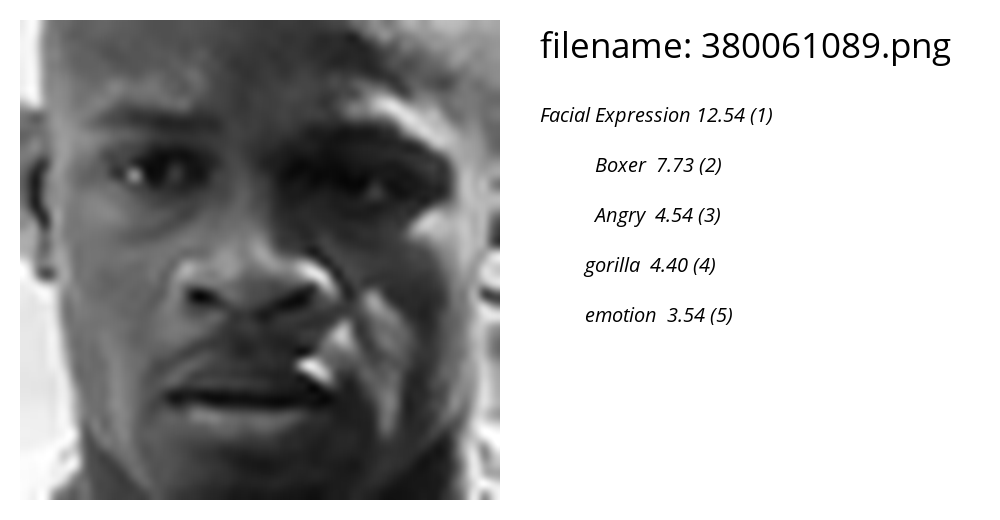 filename: 380061089.png
Facial Expression 12.54 (1)
Boxer 7.73 (2)
Angry 4.54 (3)
gorilla 4.40 (4)
emotion 3.54 (5)